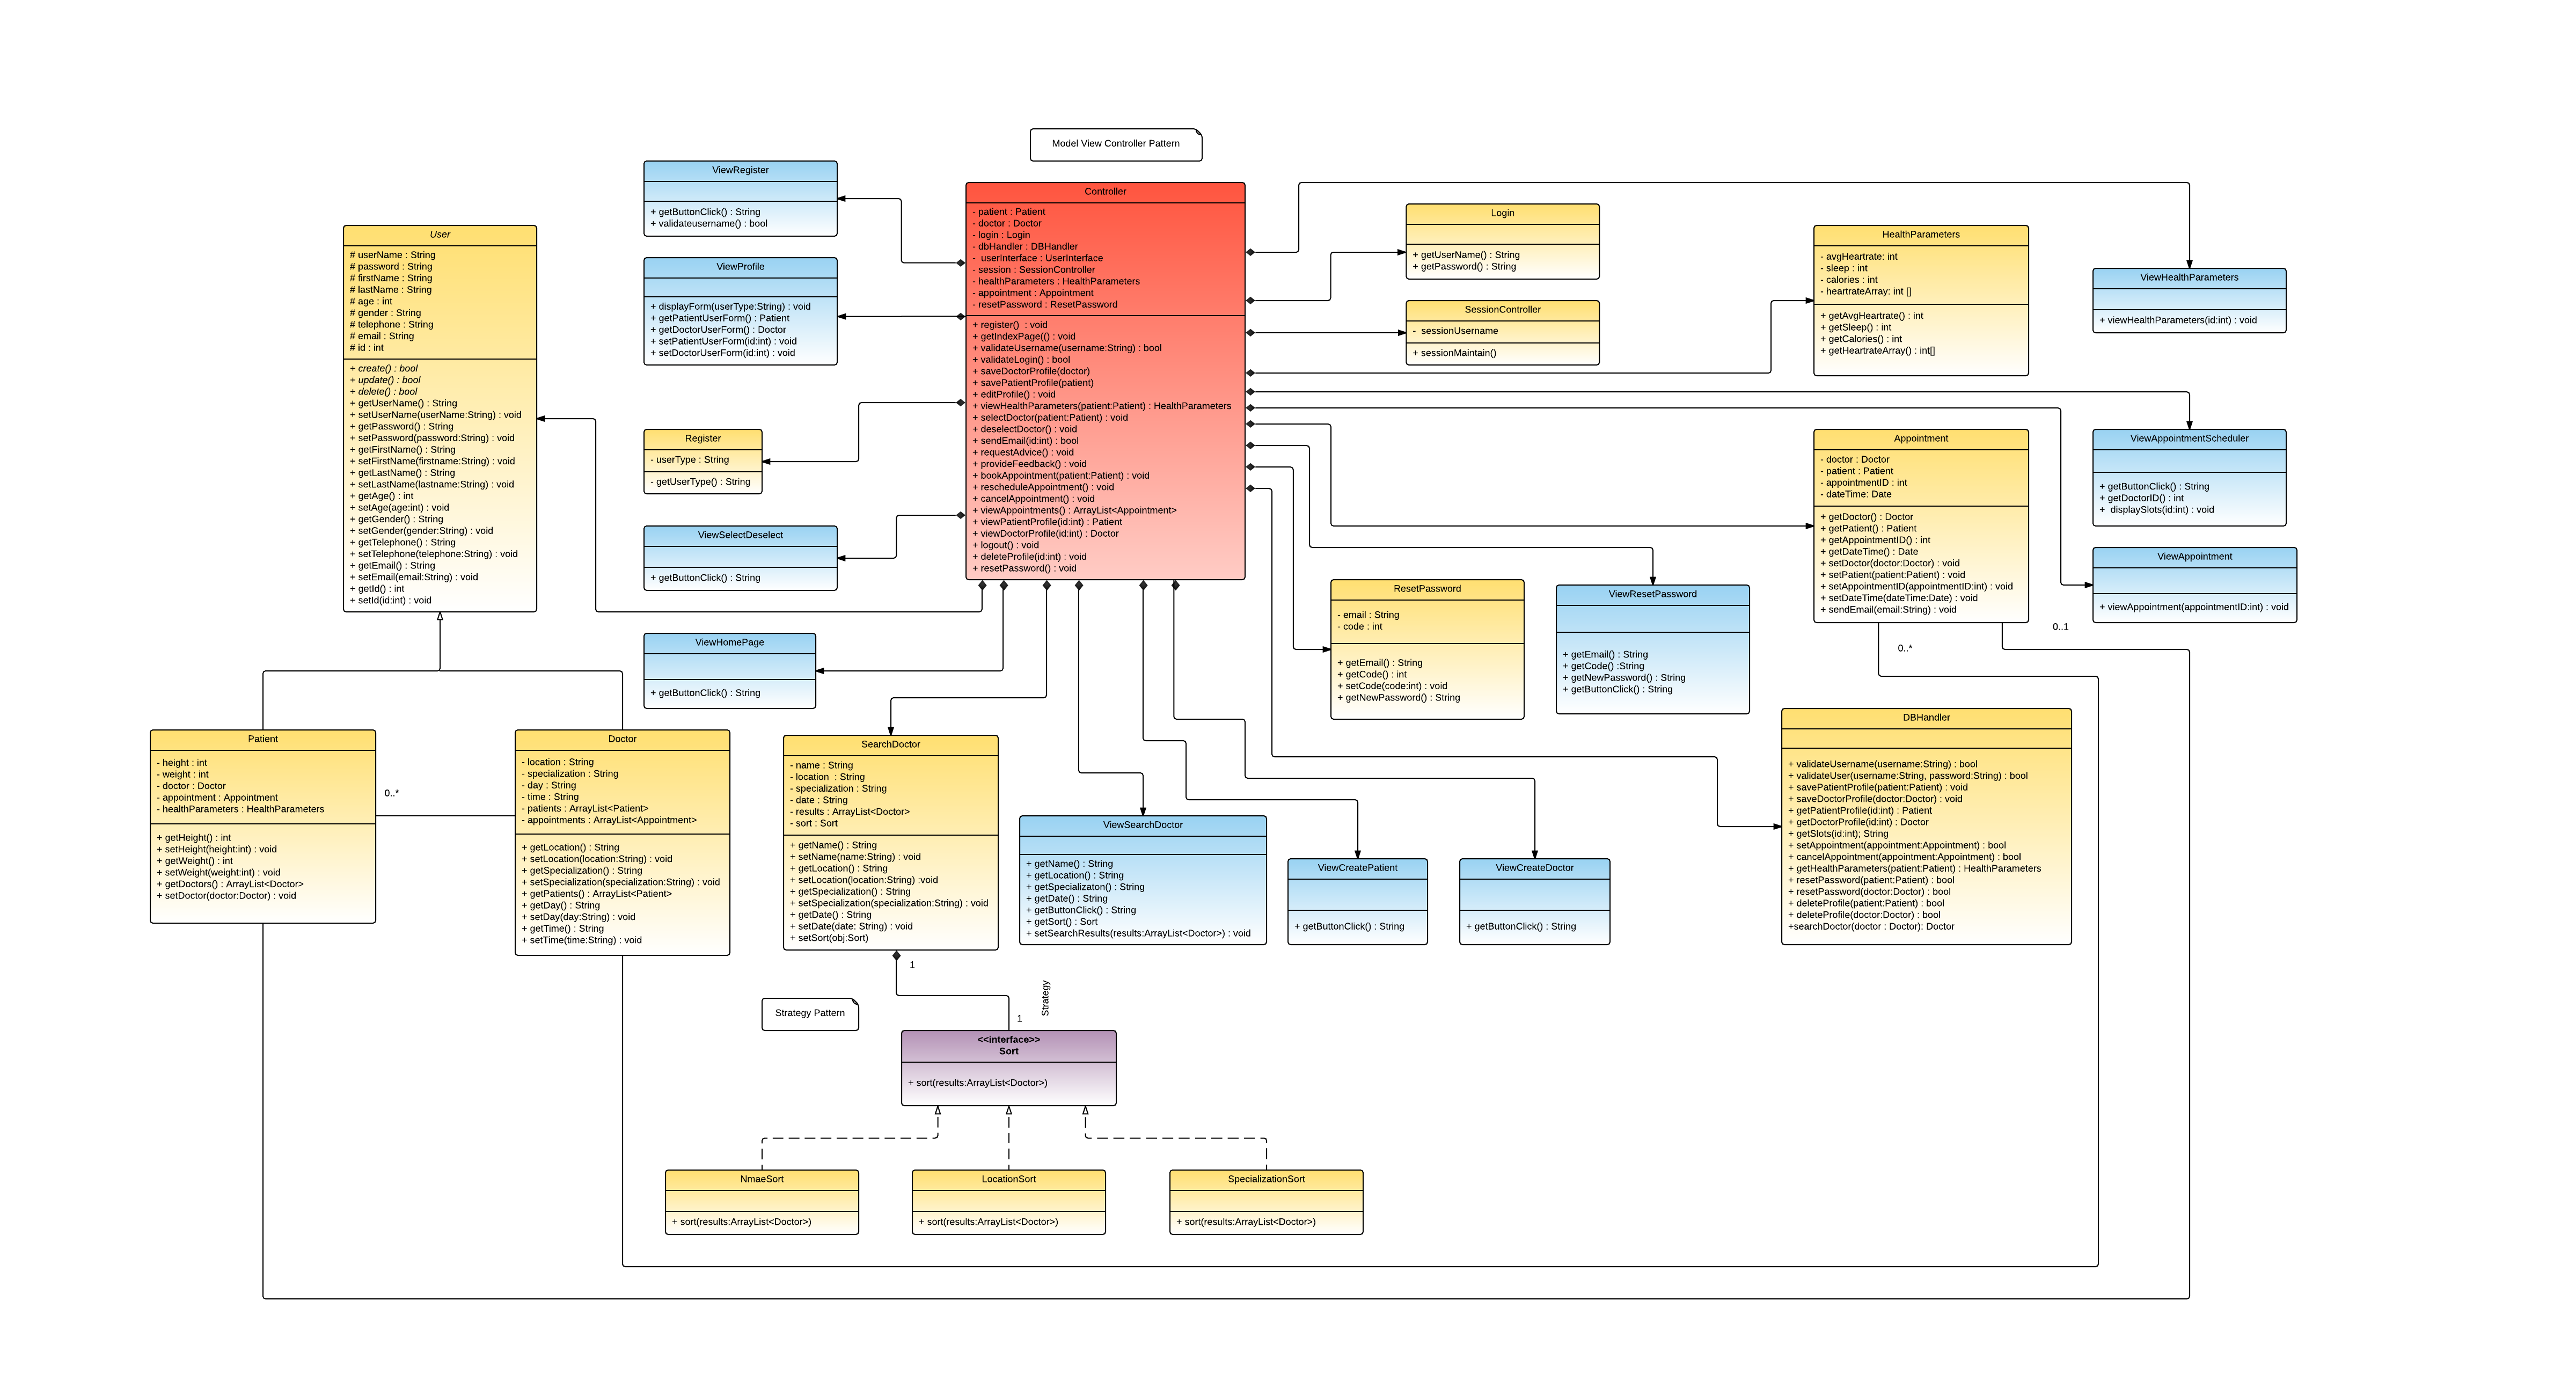 Model View Controller Pattern
ViewRegister
+ getButtonClick() : String
+ validateusername() : bool
Controller
- patient : Patient
- doctor : Doctor
- login : Login
- dbHandler : DBHandler
-  userInterface : UserInterface
- session : SessionController
- healthParameters : HealthParameters
- appointment : Appointment
- resetPassword : ResetPassword
+ register()  : void
+ getIndexPage(() : void
+ validateUsername(username:String) : bool
+ validateLogin() : bool
+ saveDoctorProfile(doctor)
+ savePatientProfile(patient)
+ editProfile() : void
+ viewHealthParameters(patient:Patient) : HealthParameters
+ selectDoctor(patient:Patient) : void
+ deselectDoctor() : void
+ sendEmail(id:int) : bool
+ requestAdvice() : void
+ provideFeedback() : void
+ bookAppointment(patient:Patient) : void
+ rescheduleAppointment() : void
+ cancelAppointment() : void
+ viewAppointments() : ArrayList<Appointment>
+ viewPatientProfile(id:int) : Patient
+ viewDoctorProfile(id:int) : Doctor
+ logout() : void
+ deleteProfile(id:int) : void
+ resetPassword() : void
Login
+ getUserName() : String
+ getPassword() : String
User
# userName : String
# password : String
# firstName : String
# lastName : String
# age : int
# gender : String
# telephone : String
# email : String
# id : int
+ create() : bool
+ update() : bool
+ delete() : bool
+ getUserName() : String
+ setUserName(userName:String) : void
+ getPassword() : String
+ setPassword(password:String) : void
+ getFirstName() : String
+ setFirstName(firstname:String) : void
+ getLastName() : String
+ setLastName(lastname:String) : void
+ getAge() : int
+ setAge(age:int) : void
+ getGender() : String
+ setGender(gender:String) : void
+ getTelephone() : String
+ setTelephone(telephone:String) : void
+ getEmail() : String
+ setEmail(email:String) : void
+ getId() : int
+ setId(id:int) : void
HealthParameters
- avgHeartrate: int
- sleep : int
- calories : int
- heartrateArray: int []
+ getAvgHeartrate() : int
+ getSleep() : int
+ getCalories() : int
+ getHeartrateArray() : int[]
ViewProfile
+ displayForm(userType:String) : void
+ getPatientUserForm() : Patient
+ getDoctorUserForm() : Doctor
+ setPatientUserForm(id:int) : void
+ setDoctorUserForm(id:int) : void
ViewHealthParameters
+ viewHealthParameters(id:int) : void
SessionController
-  sessionUsername
+ sessionMaintain()
Register
- userType : String
- getUserType() : String
Appointment
- doctor : Doctor
- patient : Patient
- appointmentID : int
- dateTime: Date
+ getDoctor() : Doctor
+ getPatient() : Patient
+ getAppointmentID() : int
+ getDateTime() : Date
+ setDoctor(doctor:Doctor) : void
+ setPatient(patient:Patient) : void
+ setAppointmentID(appointmentID:int) : void
+ setDateTime(dateTime:Date) : void
+ sendEmail(email:String) : void
ViewAppointmentScheduler
+ getButtonClick() : String
+ getDoctorID() : int
+  displaySlots(id:int) : void
ViewSelectDeselect
+ getButtonClick() : String
ViewAppointment
+ viewAppointment(appointmentID:int) : void
ResetPassword
- email : String
- code : int
+ getEmail() : String
+ getCode() : int
+ setCode(code:int) : void
+ getNewPassword() : String
ViewResetPassword
+ getEmail() : String
+ getCode() :String
+ getNewPassword() : String
+ getButtonClick() : String
0..1
0..*
ViewHomePage
+ getButtonClick() : String
DBHandler
+ validateUsername(username:String) : bool
+ validateUser(username:String, password:String) : bool
+ savePatientProfile(patient:Patient) : void
+ saveDoctorProfile(doctor:Doctor) : void
+ getPatientProfile(id:int) : Patient
+ getDoctorProfile(id:int) : Doctor
+ getSlots(id:int); String
+ setAppointment(appointment:Appointment) : bool
+ cancelAppointment(appointment:Appointment) : bool
+ getHealthParameters(patient:Patient) : HealthParameters
+ resetPassword(patient:Patient) : bool
+ resetPassword(doctor:Doctor) : bool
+ deleteProfile(patient:Patient) : bool
+ deleteProfile(doctor:Doctor) : bool
+searchDoctor(doctor : Doctor): Doctor
Patient
- height : int
- weight : int
- doctor : Doctor
- appointment : Appointment
- healthParameters : HealthParameters
+ getHeight() : int
+ setHeight(height:int) : void
+ getWeight() : int
+ setWeight(weight:int) : void
+ getDoctors() : ArrayList<Doctor>
+ setDoctor(doctor:Doctor) : void
0..*
Doctor
- location : String
- specialization : String
- day : String
- time : String
- patients : ArrayList<Patient>
- appointments : ArrayList<Appointment>
+ getLocation() : String
+ setLocation(location:String) : void
+ getSpecialization() : String
+ setSpecialization(specialization:String) : void
+ getPatients() : ArrayList<Patient>
+ getDay() : String
+ setDay(day:String) : void
+ getTime() : String
+ setTime(time:String) : void
SearchDoctor
- name : String
- location  : String
- specialization : String
- date : String
- results : ArrayList<Doctor>
- sort : Sort
+ getName() : String
+ setName(name:String) : void
+ getLocation() : String
+ setLocation(location:String) :void
+ getSpecialization() : String
+ setSpecialization(specialization:String) : void
+ getDate() : String
+ setDate(date: String) : void
+ setSort(obj:Sort)
ViewSearchDoctor
+ getName() : String
+ getLocation() : String
+ getSpecializaton() : String
+ getDate() : String
+ getButtonClick() : String
+ getSort() : Sort
+ setSearchResults(results:ArrayList<Doctor>) : void
ViewCreatePatient
+ getButtonClick() : String
ViewCreateDoctor
+ getButtonClick() : String
1
Strategy
Strategy Pattern
1
<<interface>>
Sort
+ sort(results:ArrayList<Doctor>)
NmaeSort
+ sort(results:ArrayList<Doctor>)
LocationSort
+ sort(results:ArrayList<Doctor>)
SpecializationSort
+ sort(results:ArrayList<Doctor>)